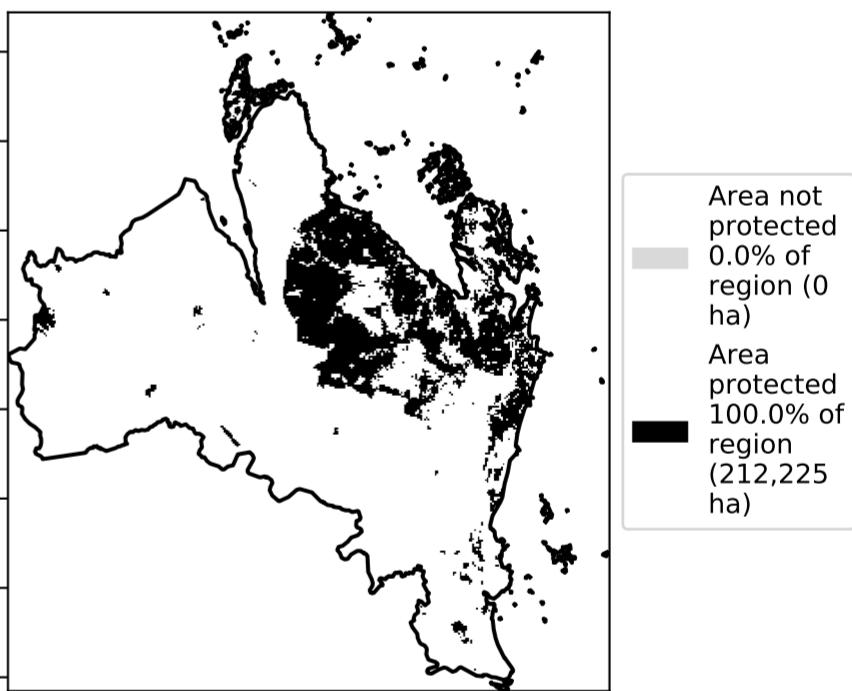 Area not
protected
0.0% of
region (0
ha)
Area
protected
100.0% of
region
(212,225
ha)